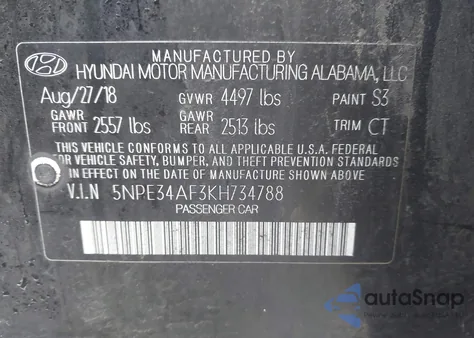 MANUFACTURED BY
HYUNDAI MOTOR MANUFACTURING ALABAMA, LLC
Aug/27/18 GVWR 4497 lbs PAINT S3
GAWR FRONT 2557 lbs GAWR REAR 2513 lbs TRIM CT
THIS VEHICLE CONFORMS TO ALL APPLICABLE U.S.A. FEDERAL
MOTOR VEHICLE SAFETY, BUMPER, AND THEFT PREVENTION STANDARDS
IN EFFECT ON THE DATE OF MANUFACTURE SHOWN ABOVE.
V.I.N 5NPE34AF3KH734788
PASSENGER CAR
autoSnap